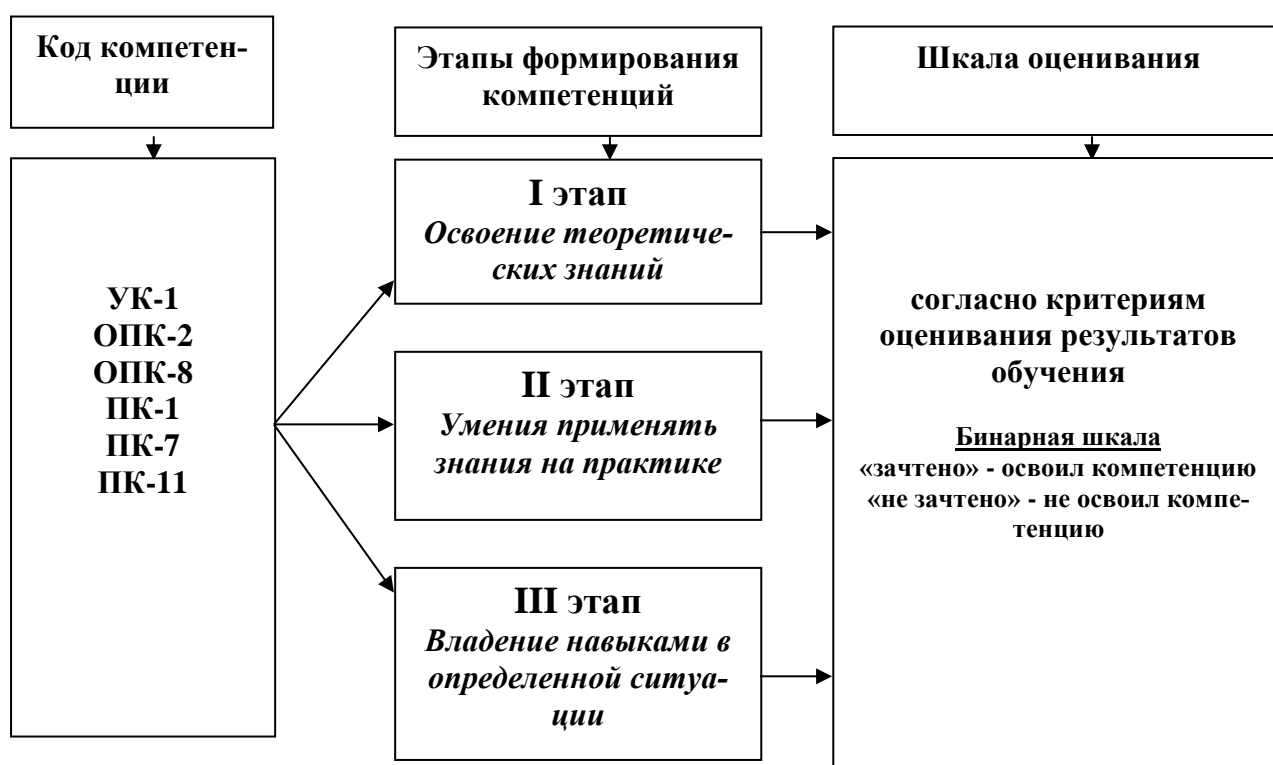 Код компетен-
ции
Этапы формирования
компетенций
Шкала оценивания
УК-1
ОПК-2
ОПК-8
ПК-1
ПК-7
ПК-11
I этап
Освоение теоретиче-
ских знаний
II этап
Умения применять
знания на практике
III этап
Владение навыками в
определенной ситуа-
ции
согласно критериям
оценивания результатов
обучения
Бинарная шкала
«зачтено» - освоил компетенцию
«не зачтено» - не освоил компе-
тенцию